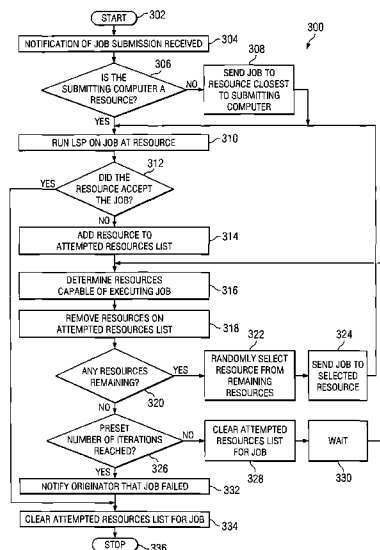 START
302
300
NOTIFICATION OF JOB SUBMISSION RECEIVED
304
306
IS THE
SUBMITTING COMPUTER A
RESOURCE?
NO
308
SEND JOB TO
RESOURCE CLOSEST
TO SUBMITTING
COMPUTER
YES
RUN LSP ON JOB AT RESOURCE
310
312
YES
DID THE
RESOURCE ACCEPT
THE JOB?
NO
ADD RESOURCE TO
ATTEMPTED RESOURCES LIST
314
DETERMINE RESOURCES
CAPABLE OF EXECUTING JOB
316
REMOVE RESOURCES ON
ATTEMPTED RESOURCES LIST
318
322
324
ANY RESOURCES
REMAINING?
YES
RANDOMLY SELECT
RESOURCE FROM
REMAINING
RESOURCES
SEND JOB TO
SELECTED
RESOURCE
320
NO
PRESET
NUMBER OF ITERATIONS
REACHED?
NO
CLEAR ATTEMPTED
RESOURCES LIST
FOR JOB
WAIT
326
328
330
YES
NOTIFY ORIGINATOR THAT JOB FAILED
332
CLEAR ATTEMPTED RESOURCES LIST FOR JOB
334
STOP
336